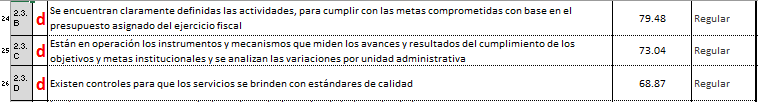 24 2.3. B d Se encuentran claramente definidas las actividades, para cumplir con las metas comprometidas con base en el presupuesto asignado del ejercicio fiscal 79.48 Regular
25 2.3. C d Están en operación los instrumentos y mecanismos que miden los avances y resultados del cumplimiento de los objetivos y metas institucionales y se analizan las variaciones por unidad administrativa 73.04 Regular
26 2.3. D d Existen controles para que los servicios se brinden con estándares de calidad 68.87 Regular